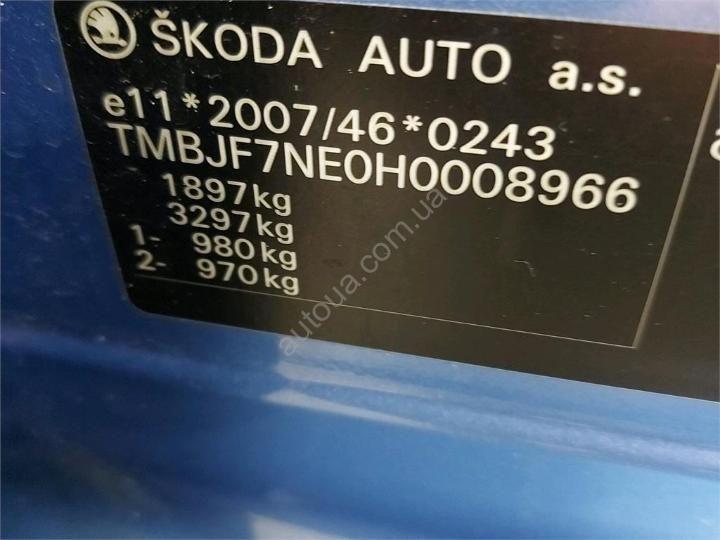 ŠKODA AUTO a.s.
e11*2007/46*0243
TMBJF7NE0H0008966
1897kg
3297kg
1- 980kg
2- 970kg
autoua.com.ua